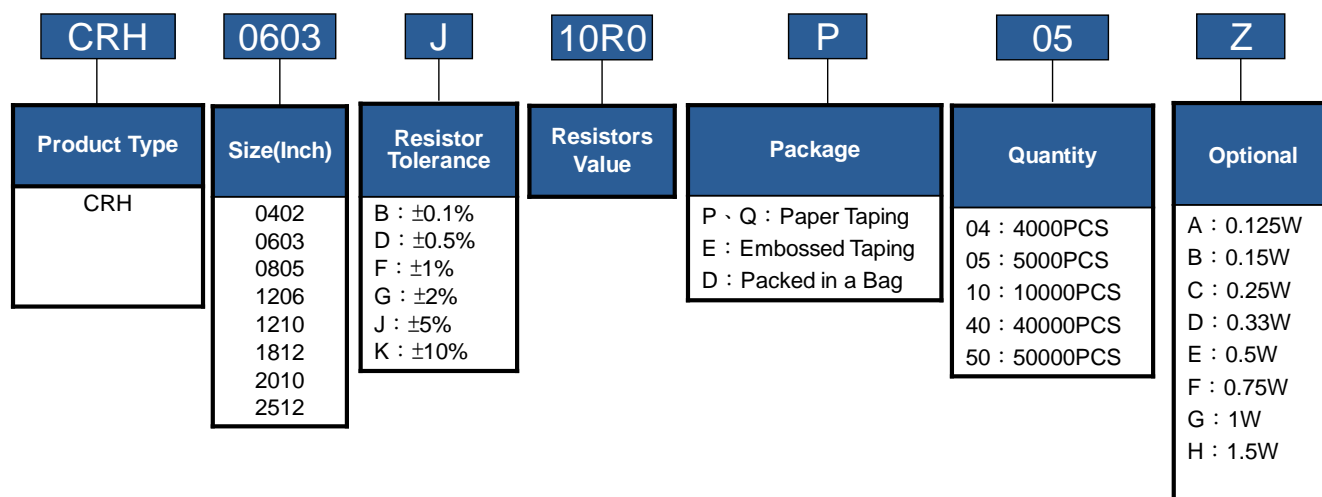 CRH 0603 J 10R0 P 05 Z
Product Type
CRH
Size(Inch)
0402
0603
0805
1206
1210
1812
2010
2512
Resistor
Tolerance
B：±0.1%
D：±0.5%
F：±1%
G：±2%
J：±5%
K：±10%
Resistors
Value
Package
P、Q：Paper Taping
E：Embossed Taping
D：Packed in a Bag
Quantity
04：4000PCS
05：5000PCS
10：10000PCS
40：40000PCS
50：50000PCS
Optional
A：0.125W
B：0.15W
C：0.25W
D：0.33W
E：0.5W
F：0.75W
G：1W
H：1.5W